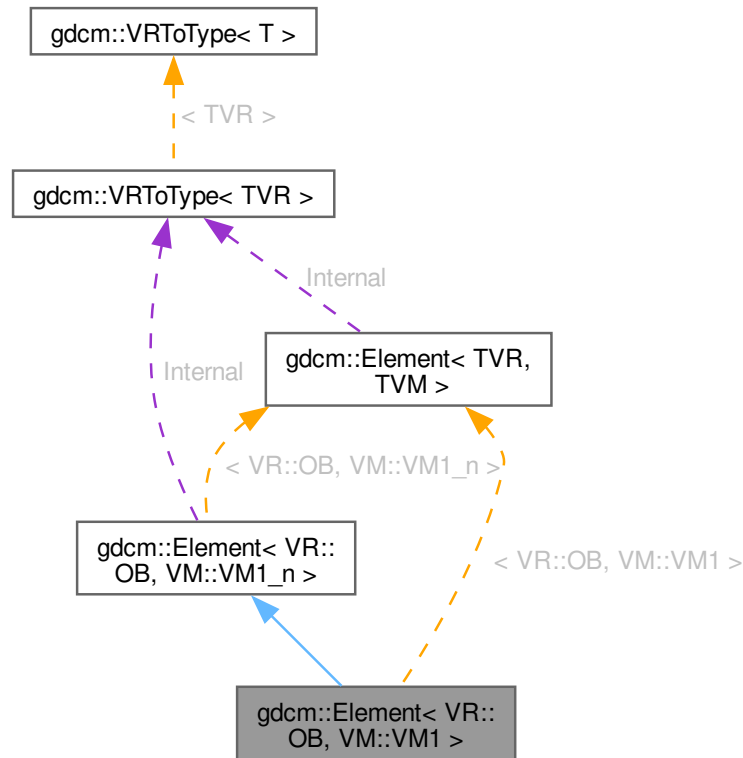 gdcm::VRToType< T >
< TVR >
gdcm::VRToType< TVR >
Internal
gdcm::Element< TVR,
TVM >
Internal
< VR::OB, VM::VM1_n >
gdcm::Element< VR::
OB, VM::VM1_n >
< VR::OB, VM::VM1 >
gdcm::Element< VR::
OB, VM::VM1 >